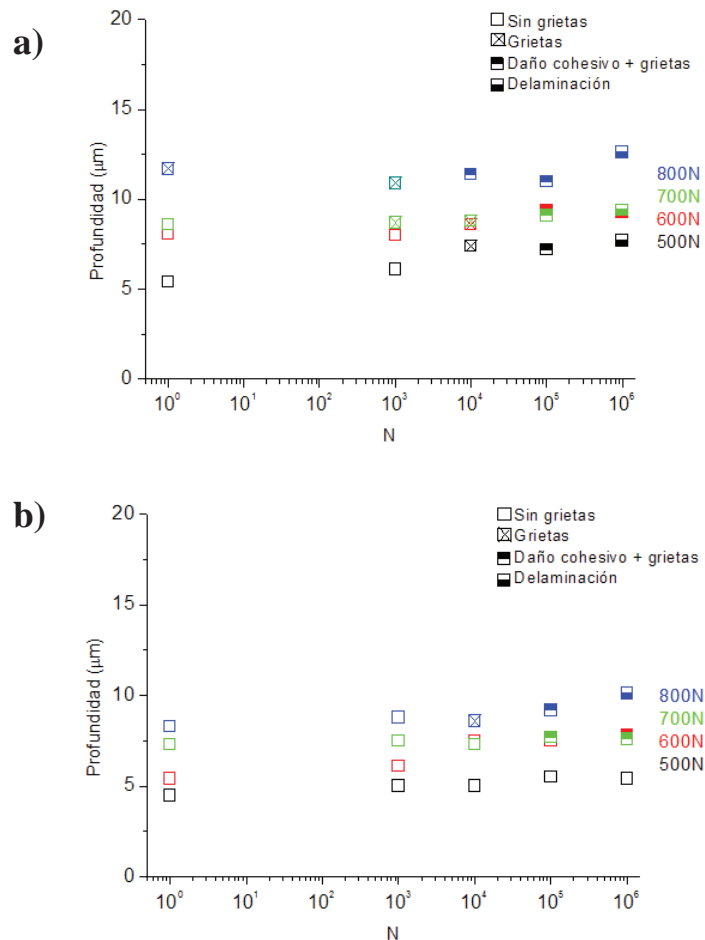 a)
20
15
10
5
0
Profundidad (μm)
Sin grietas
Grietas
Daño cohesivo + grietas
Delaminación
800N
700N
600N
500N
10⁰ 10¹ 10² 10³ 10⁴ 10⁵ 10⁶
N
b)
20
15
10
5
0
Profundidad (μm)
Sin grietas
Grietas
Daño cohesivo + grietas
Delaminación
800N
700N
600N
500N
10⁰ 10¹ 10² 10³ 10⁴ 10⁵ 10⁶
N